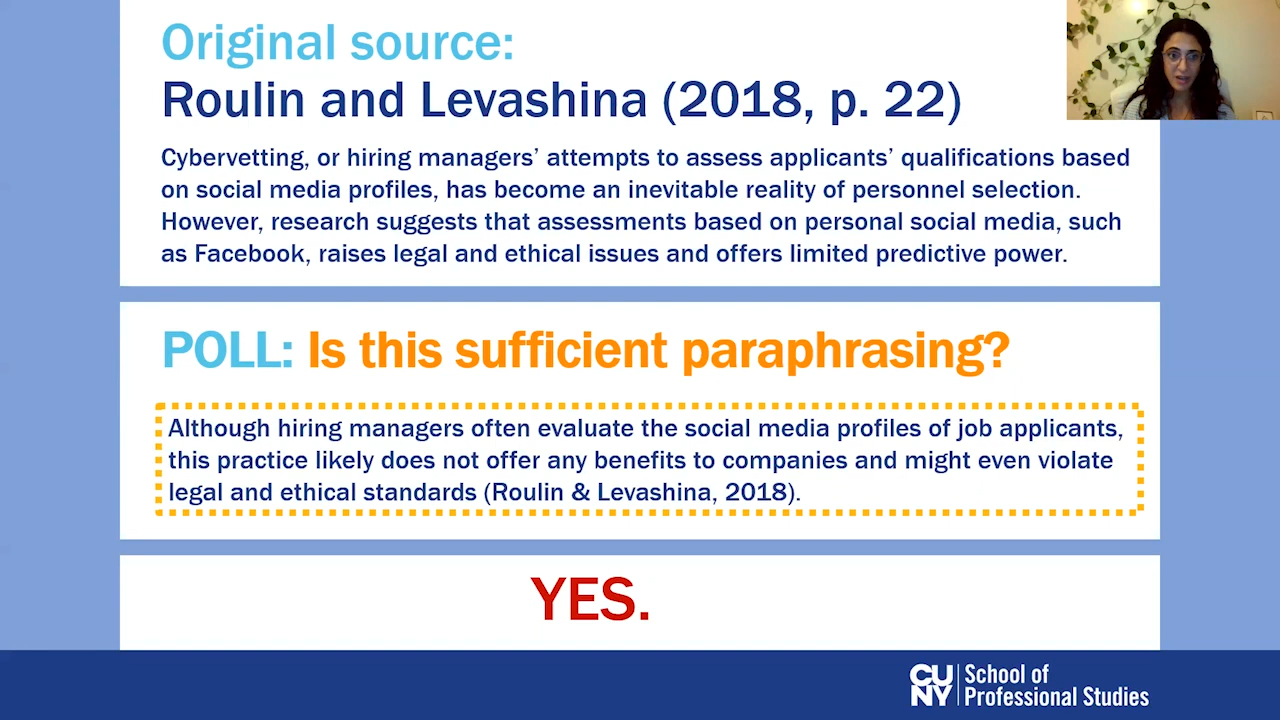 Original source:
Roulin and Levashina (2018, p. 22)
Cybervetting, or hiring managers’ attempts to assess applicants’ qualifications based
on social media profiles, has become an inevitable reality of personnel selection.
However, research suggests that assessments based on personal social media, such
as Facebook, raises legal and ethical issues and offers limited predictive power.
POLL: Is this sufficient paraphrasing?
Although hiring managers often evaluate the social media profiles of job applicants,
this practice likely does not offer any benefits to companies and might even violate
legal and ethical standards (Roulin & Levashina, 2018).
YES.
CU
NY
School of
Professional Studies